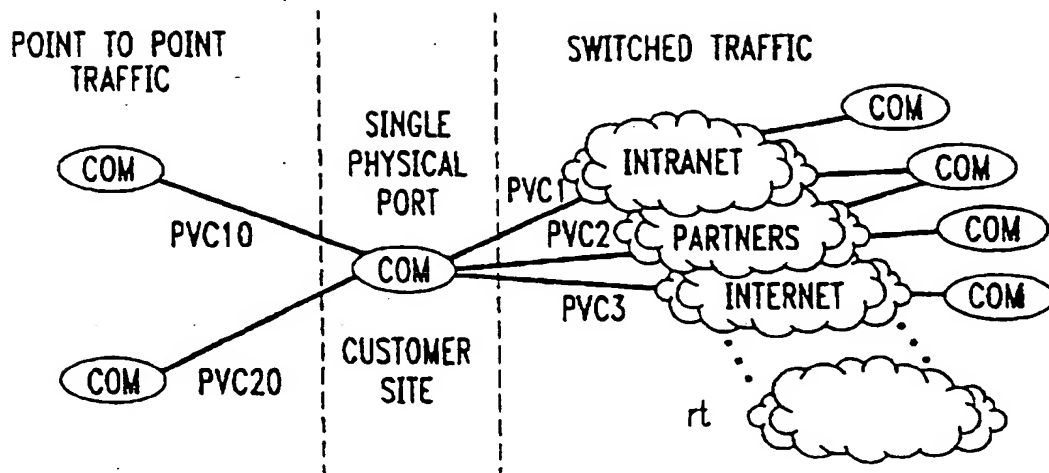 POINT TO POINT
TRAFFIC
SINGLE
PHYSICAL
PORT
SWITCHED TRAFFIC
COM
COM
PVC10
COM
PVC20
COM
CUSTOMER
SITE
PVC1
PVC2
PVC3
INTRANET
PARTNERS
INTERNET
COM
COM
COM
COM
rt